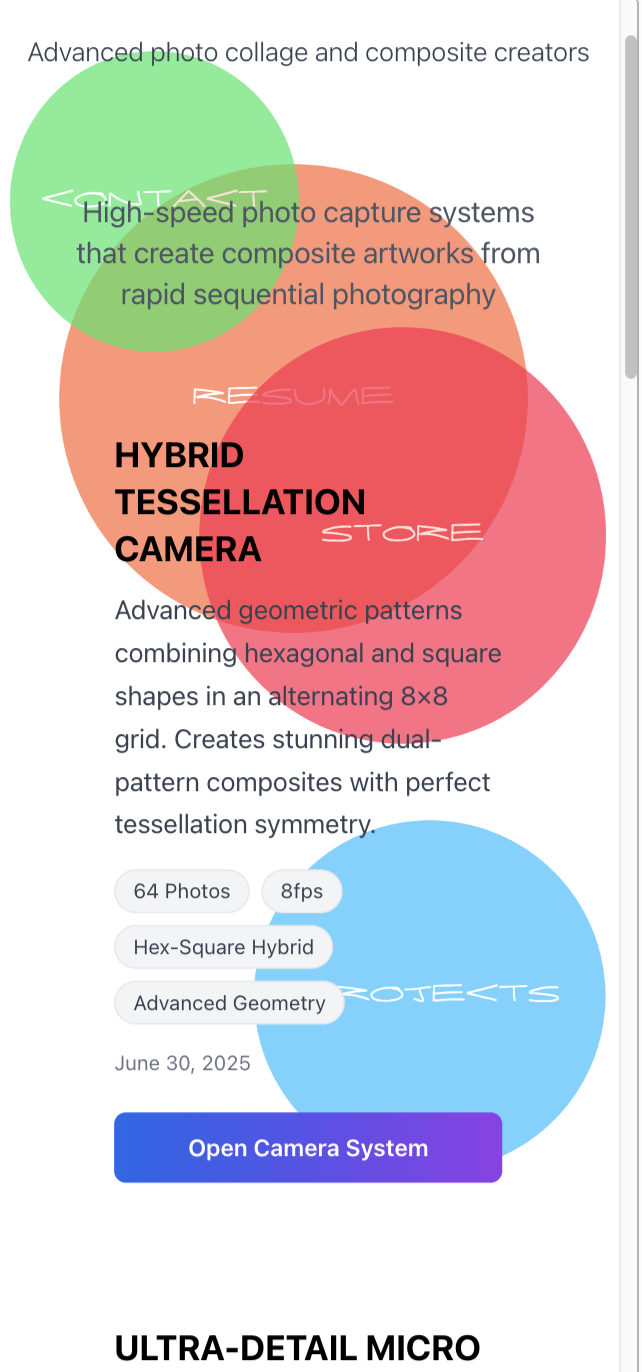 Advanced photo collage and composite creators
CONTACT
High-speed photo capture systems
that create composite artworks from
rapid sequential photography
RESUME
HYBRID
TESSELLATION
STORE
CAMERA
Advanced geometric patterns
combining hexagonal and square
shapes in an alternating 8×8
grid. Creates stunning dual-
pattern composites with perfect
tessellation symmetry.
64 Photos 8fps
Hex-Square Hybrid
ROJECTS
Advanced Geometry
June 30, 2025
Open Camera System
ULTRA-DETAIL MICRO